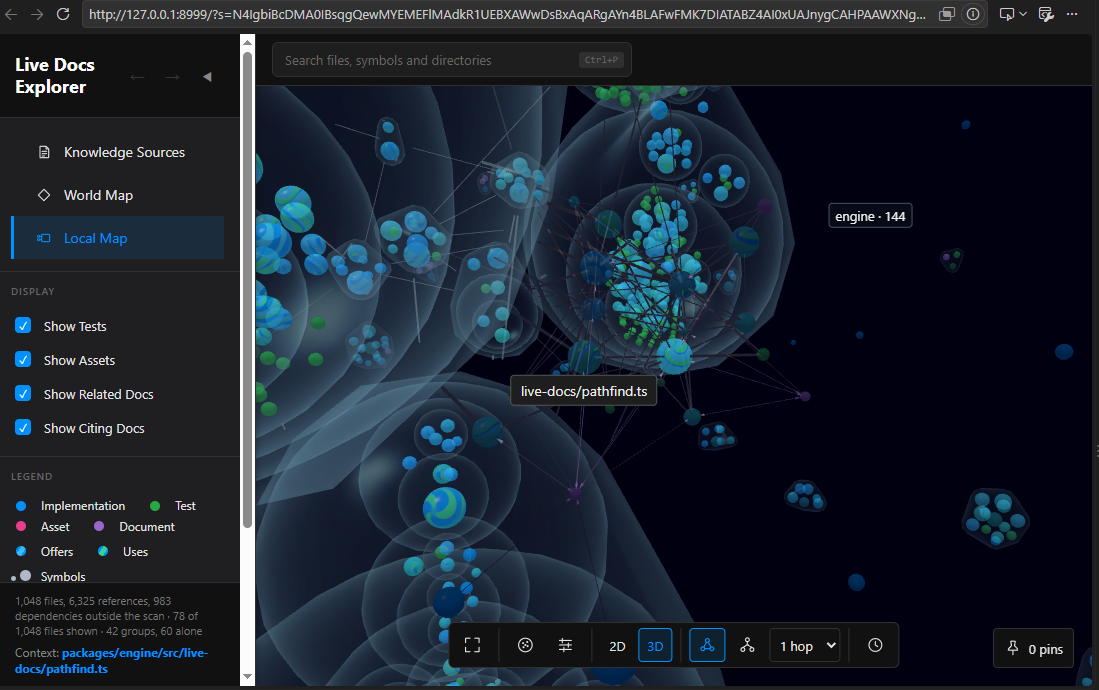 http://127.0.0.1:8999/?s=N4IgbiBcDMA0IBsqgQewMYEMEFlMAdkR1UEBXAWwDsBxAqARgAYn4BLAFwFMK7DIATABZ4AI0xUAJnygCAHPAAWXNg...
Live Docs
Explorer
Search files, symbols and directories
Ctrl+P
Knowledge Sources
World Map
Local Map
DISPLAY
Show Tests
Show Assets
Show Related Docs
Show Citing Docs
LEGEND
Implementation
Test
Asset
Document
Offers
Uses
Symbols
1,048 files, 6,325 references, 983
dependencies outside the scan · 78 of
1,048 files shown · 42 groups, 60 alone
Context: packages/engine/src/live-
docs/pathfind.ts
engine · 144
live-docs/pathfind.ts
2D
3D
1 hop
0 pins